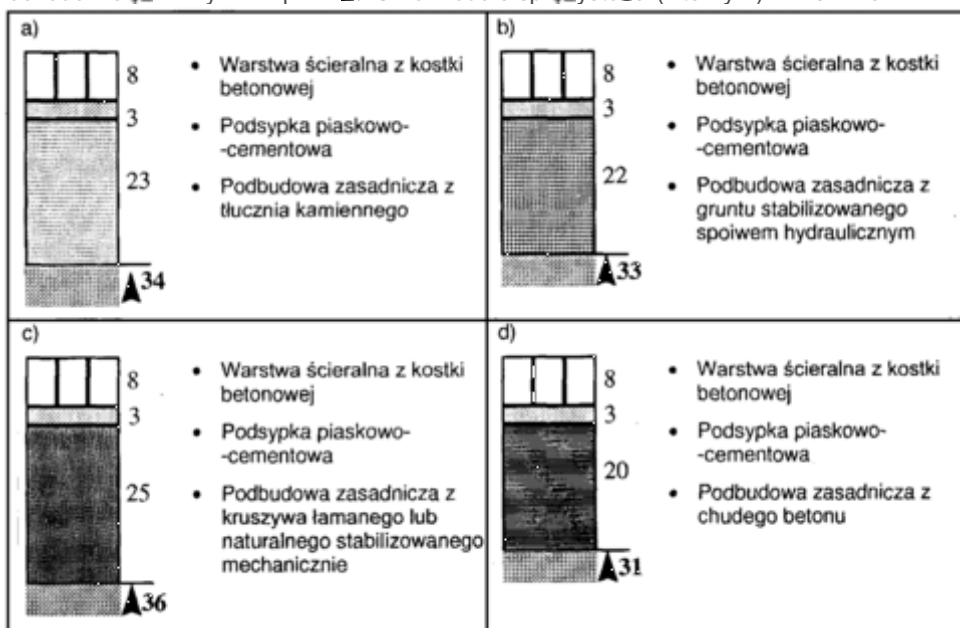 a)
8
3
23
34
• Warstwa ścieralna z kostki
betonowej
• Podsypka piaskowo-
-cementowa
• Podbudowa zasadnicza z
tłucznia kamiennego
b)
8
3
22
33
• Warstwa ścieralna z kostki
betonowej
• Podsypka piaskowo-
-cementowa
• Podbudowa zasadnicza z
gruntu stabilizowanego
spoiwem hydraulicznym
c)
8
3
25
36
• Warstwa ścieralna z kostki
betonowej
• Podsypka piaskowo-
-cementowa
• Podbudowa zasadnicza z
kruszywa łamanego lub
naturalnego stabilizowanego
mechanicznie
d)
8
3
20
31
• Warstwa ścieralna z kostki
betonowej
• Podsypka piaskowo-
-cementowa
• Podbudowa zasadnicza z
chudego betonu